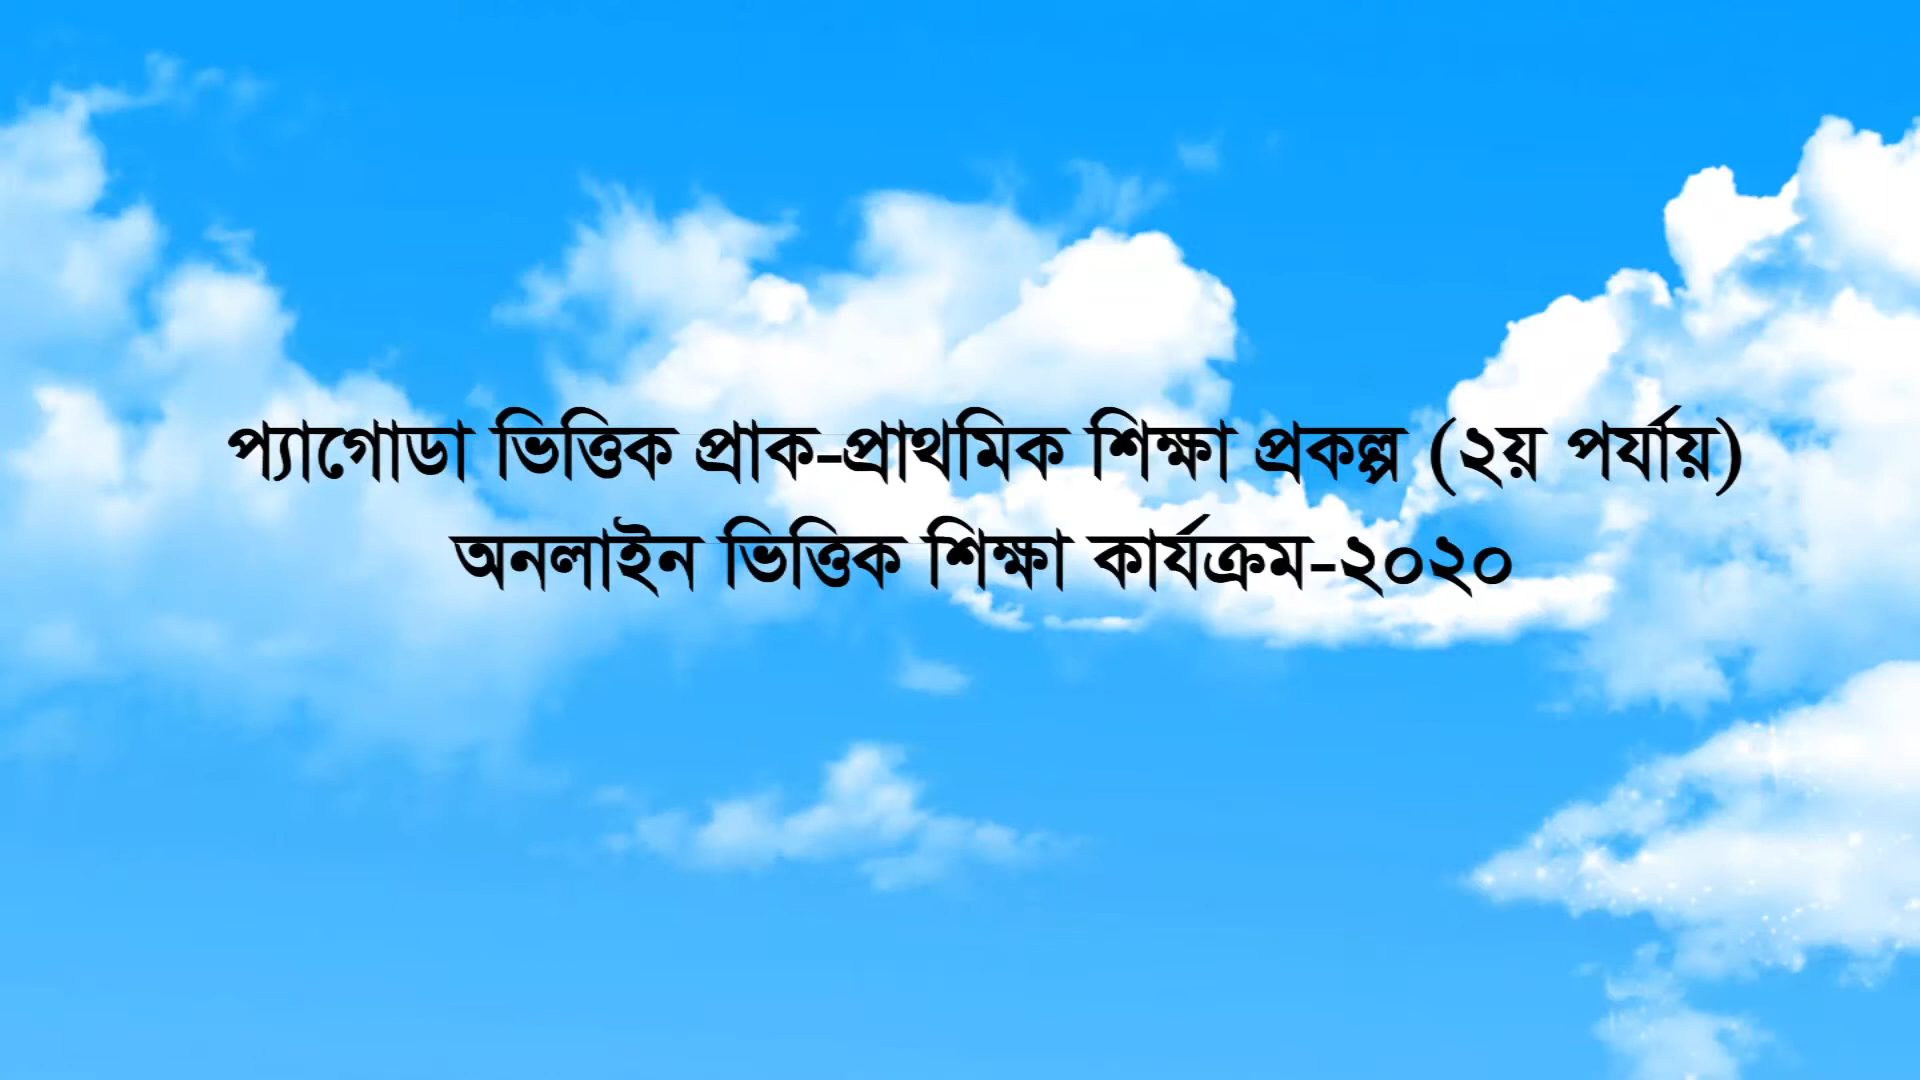 প্যাগোডা ভিত্তিক প্রাক-প্রাথমিক শিক্ষা প্রকল্প (২য় পর্যায়)
অনলাইন ভিত্তিক শিক্ষা কার্যক্রম-২০২০